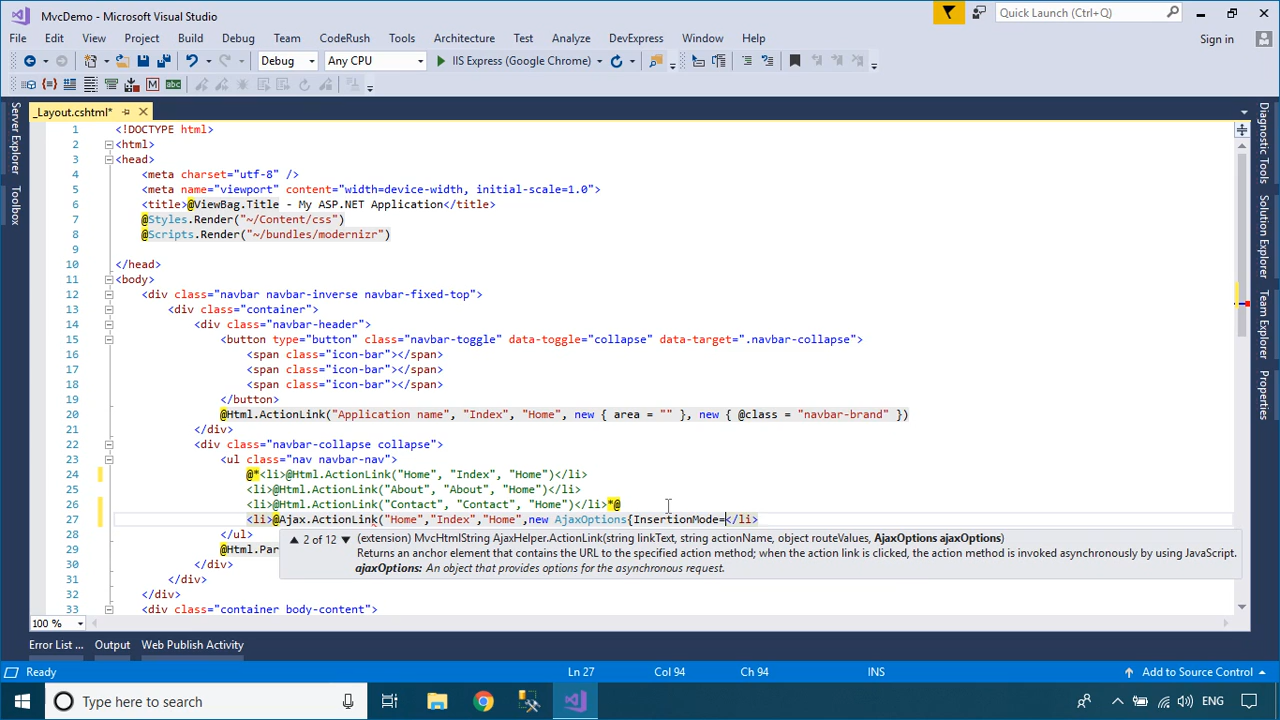 MvcDemo - Microsoft Visual Studio
Quick Launch (Ctrl+Q)
File Edit View Project Build Debug Team CodeRush Tools Architecture Test Analyze DevExpress Window Help
Sign in
Debug Any CPU IIS Express (Google Chrome)
_Layout.cshtml*
Server Explorer
Toolbox
Diagnostic Tools
Solution Explorer
Team Explorer
Properties
1 <!DOCTYPE html>
2 <html>
3 <head>
4 <meta charset="utf-8" />
5 <meta name="viewport" content="width=device-width, initial-scale=1.0">
6 <title>@ViewBag.Title - My ASP.NET Application</title>
7 @Styles.Render("~/Content/css")
8 @Scripts.Render("~/bundles/modernizr")
9
10 </head>
11 <body>
12 <div class="navbar navbar-inverse navbar-fixed-top">
13 <div class="container">
14 <div class="navbar-header">
15 <button type="button" class="navbar-toggle" data-toggle="collapse" data-target=".navbar-collapse">
16 <span class="icon-bar"></span>
17 <span class="icon-bar"></span>
18 <span class="icon-bar"></span>
19 </button>
20 @Html.ActionLink("Application name", "Index", "Home", new { area = "" }, new { @class = "navbar-brand" })
21 </div>
22 <div class="navbar-collapse collapse">
23 <ul class="nav navbar-nav">
24 @*<li>@Html.ActionLink("Home", "Index", "Home")</li>
25 <li>@Html.ActionLink("About", "About", "Home")</li>
26 <li>@Html.ActionLink("Contact", "Contact", "Home")</li>*@
27 <li>@Ajax.ActionLink("Home","Index","Home",new AjaxOptions{InsertionMode=</li>
28 </ul>
29 @Html.Par
30 </div>
31 </div>
32 </div>
33 <div class="container body-content">
2 of 12 (extension) MvcHtmlString AjaxHelper.ActionLink(string linkText, string actionName, object routeValues, AjaxOptions ajaxOptions)
Returns an anchor element that contains the URL to the specified action method; when the action link is clicked, the action method is invoked asynchronously by using JavaScript.
ajaxOptions: An object that provides options for the asynchronous request.
100 %
Error List ... Output Web Publish Activity
Ready Ln 27 Col 94 Ch 94 INS Add to Source Control
Type here to search
ENG